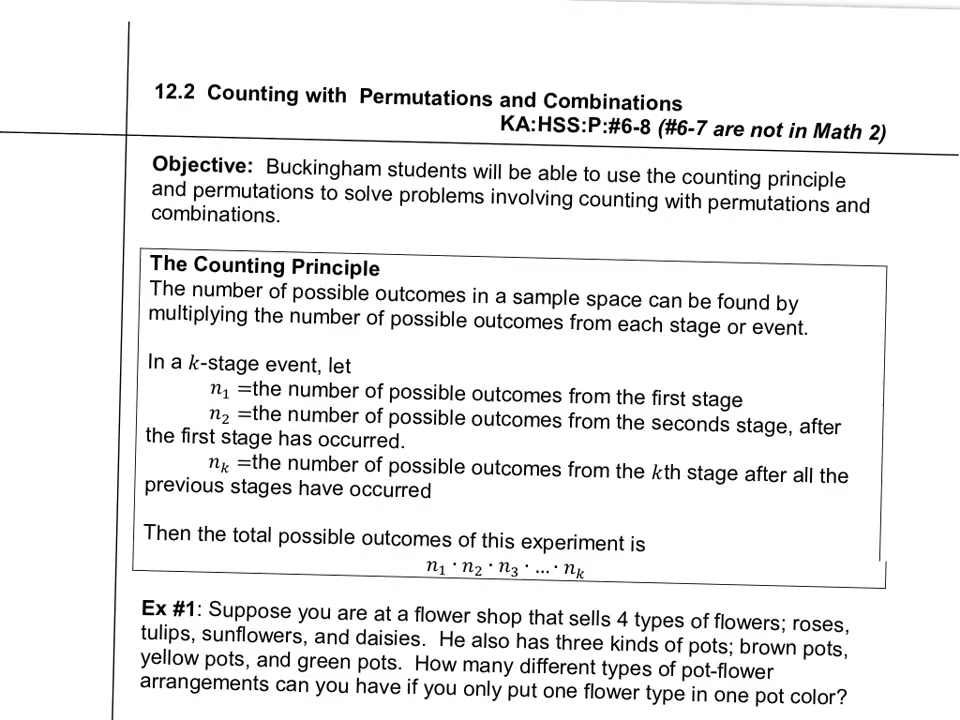 12.2 Counting with Permutations and Combinations
KA:HSS:P:#6-8 (#6-7 are not in Math 2)
Objective: Buckingham students will be able to use the counting principle
and permutations to solve problems involving counting with permutations and
combinations.
The Counting Principle
The number of possible outcomes in a sample space can be found by
multiplying the number of possible outcomes from each stage or event.
In a k-stage event, let
n₁ =the number of possible outcomes from the first stage
n₂ =the number of possible outcomes from the seconds stage, after
the first stage has occurred.
nₖ =the number of possible outcomes from the kth stage after all the
previous stages have occurred
Then the total possible outcomes of this experiment is
n₁ · n₂ · n₃ · … · nₖ
Ex #1: Suppose you are at a flower shop that sells 4 types of flowers; roses,
tulips, sunflowers, and daisies. He also has three kinds of pots; brown pots,
yellow pots, and green pots. How many different types of pot-flower
arrangements can you have if you only put one flower type in one pot color?